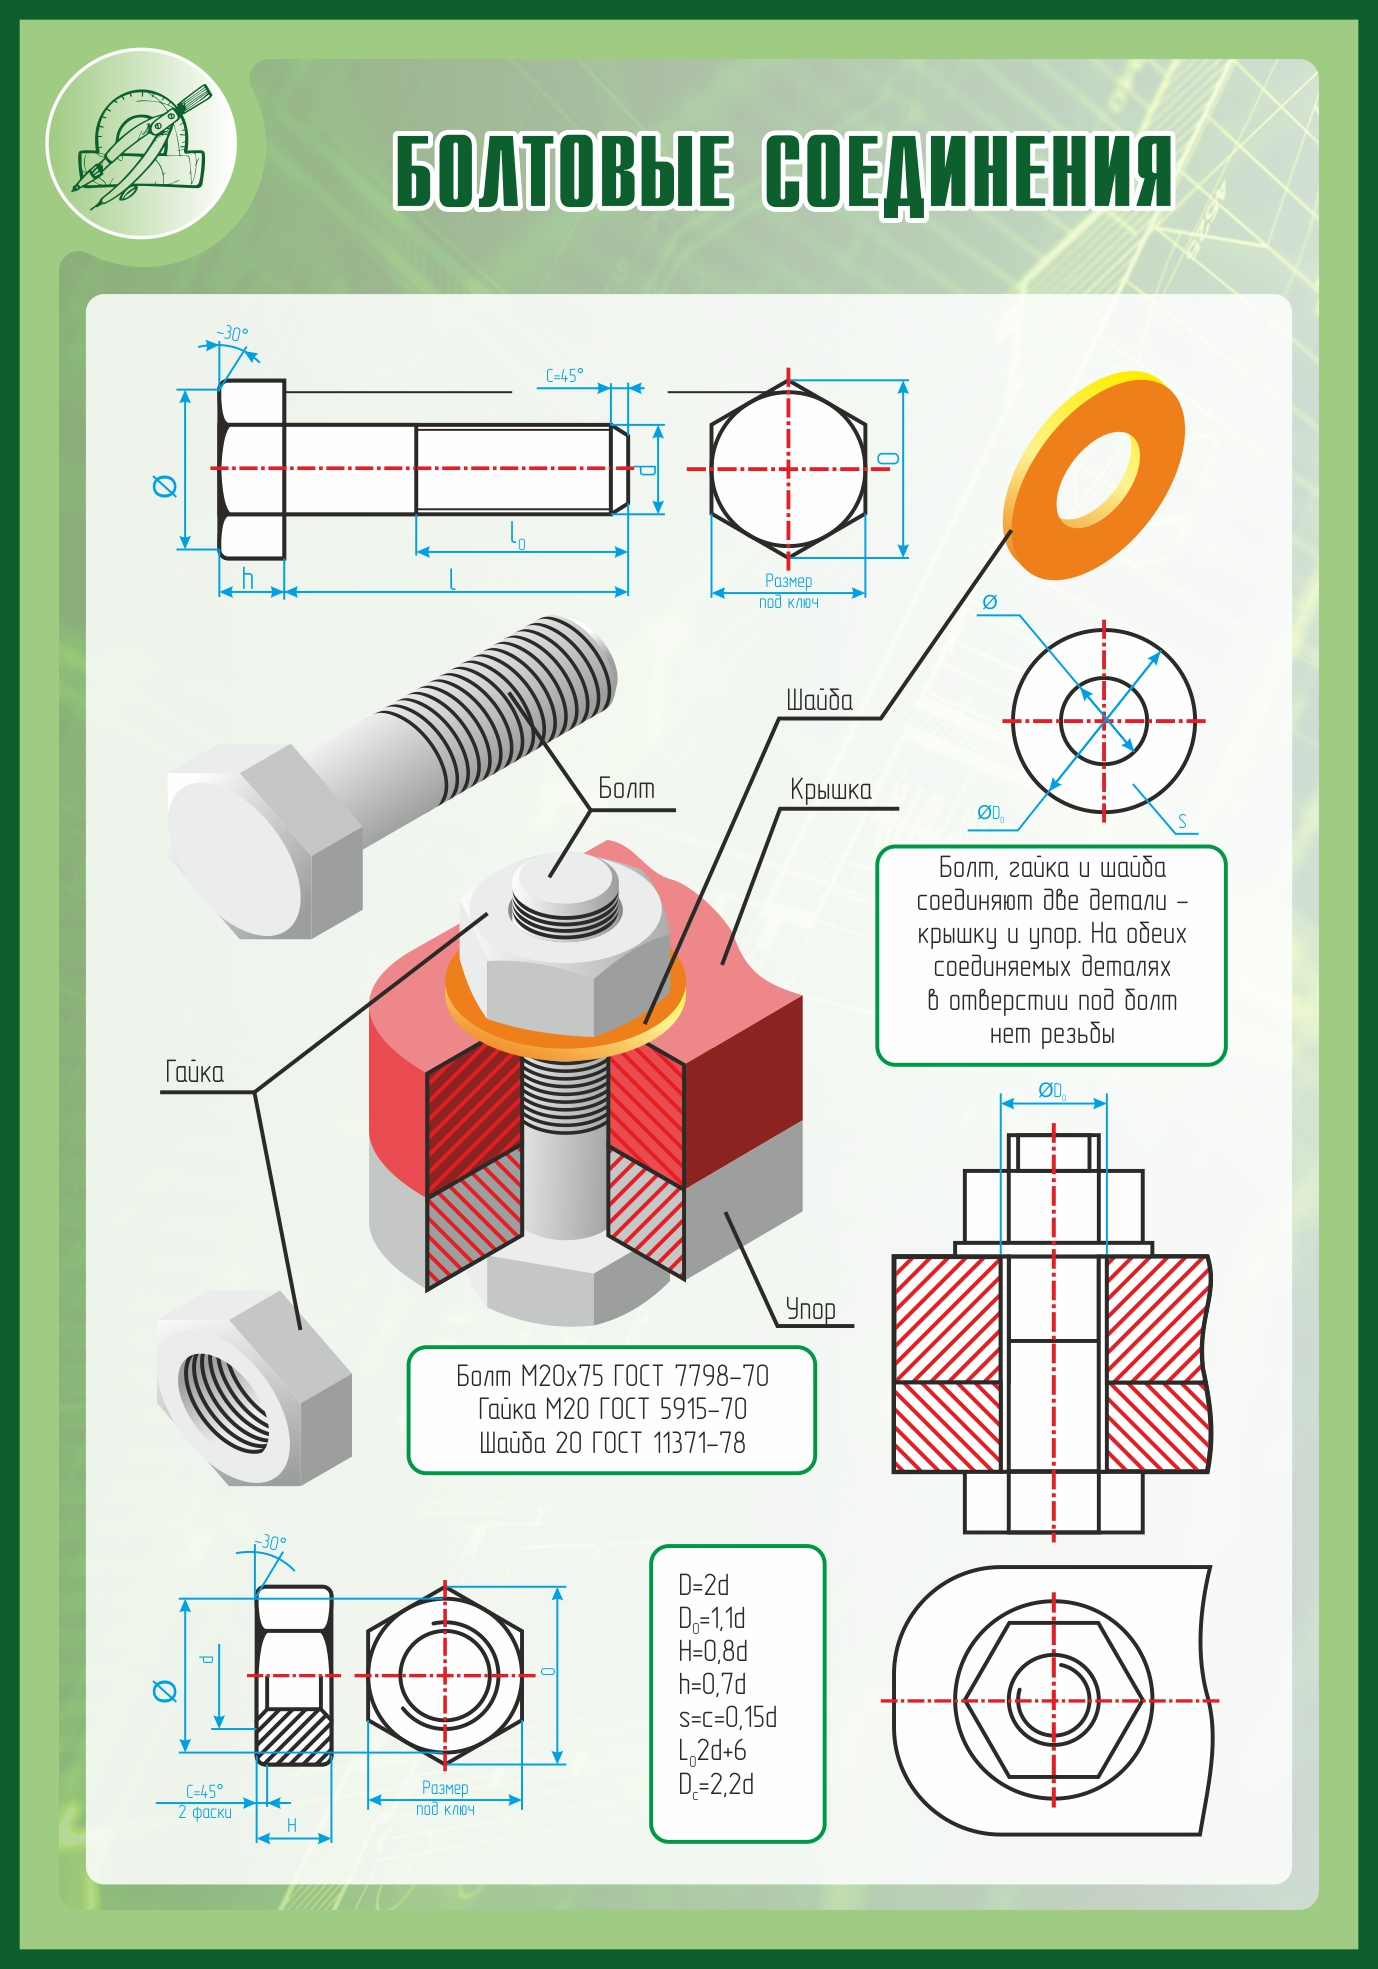 БОЛТОВЫЕ СОЕДИНЕНИЯ
~30°
C=45°
Ø
d
l0
h
l
O
Размер
под ключ
Ø
Шайба
Болт
Крышка
ØD0
S
Болт, гайка и шайба
соединяют две детали –
крышку и упор. На обеих
соединяемых деталях
в отверстии под болт
нет резьбы
Гайка
ØD0
Упор
Болт М20х75 ГОСТ 7798–70
Гайка М20 ГОСТ 5915–70
Шайба 20 ГОСТ 11371–78
~30°
Ø
d
O
C=45°
2 фаски
H
Размер
под ключ
D=2d
D0=1,1d
H=0,8d
h=0,7d
s=c=0,15d
L02d+6
Dc=2,2d